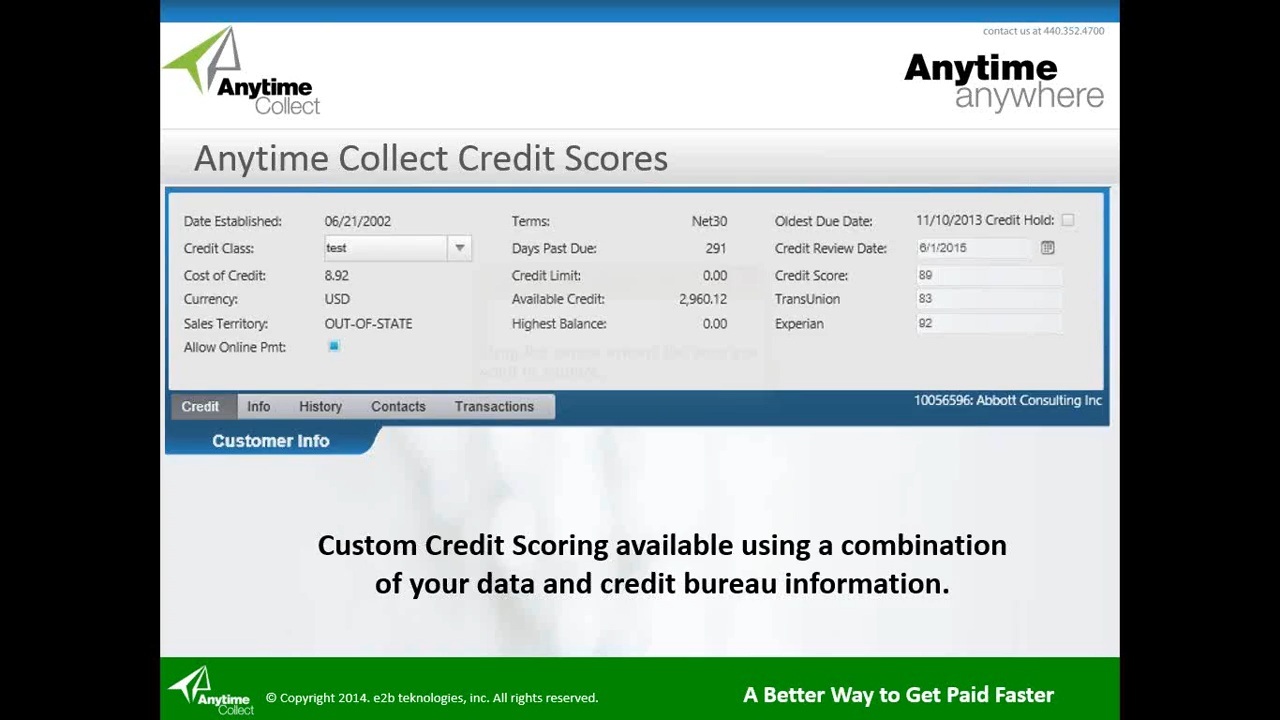 contact us at 440.352.4700
Anytime
Collect
Anytime
anywhere
Anytime Collect Credit Scores
Date Established: 06/21/2002 Terms: Net30 Oldest Due Date: 11/10/2013 Credit Hold:
Credit Class: test Days Past Due: 291 Credit Review Date: 6/1/2015
Cost of Credit: 8.92 Credit Limit: 0.00 Credit Score: 89
Currency: USD Available Credit: 2,960.12 TransUnion 83
Sales Territory: OUT-OF-STATE Highest Balance: 0.00 Experian 92
Allow Online Pmt:
Credit Info History Contacts Transactions 10056596: Abbott Consulting Inc
Customer Info
Custom Credit Scoring available using a combination
of your data and credit bureau information.
Anytime
Collect
© Copyright 2014. e2b teknologies, inc. All rights reserved. A Better Way to Get Paid Faster